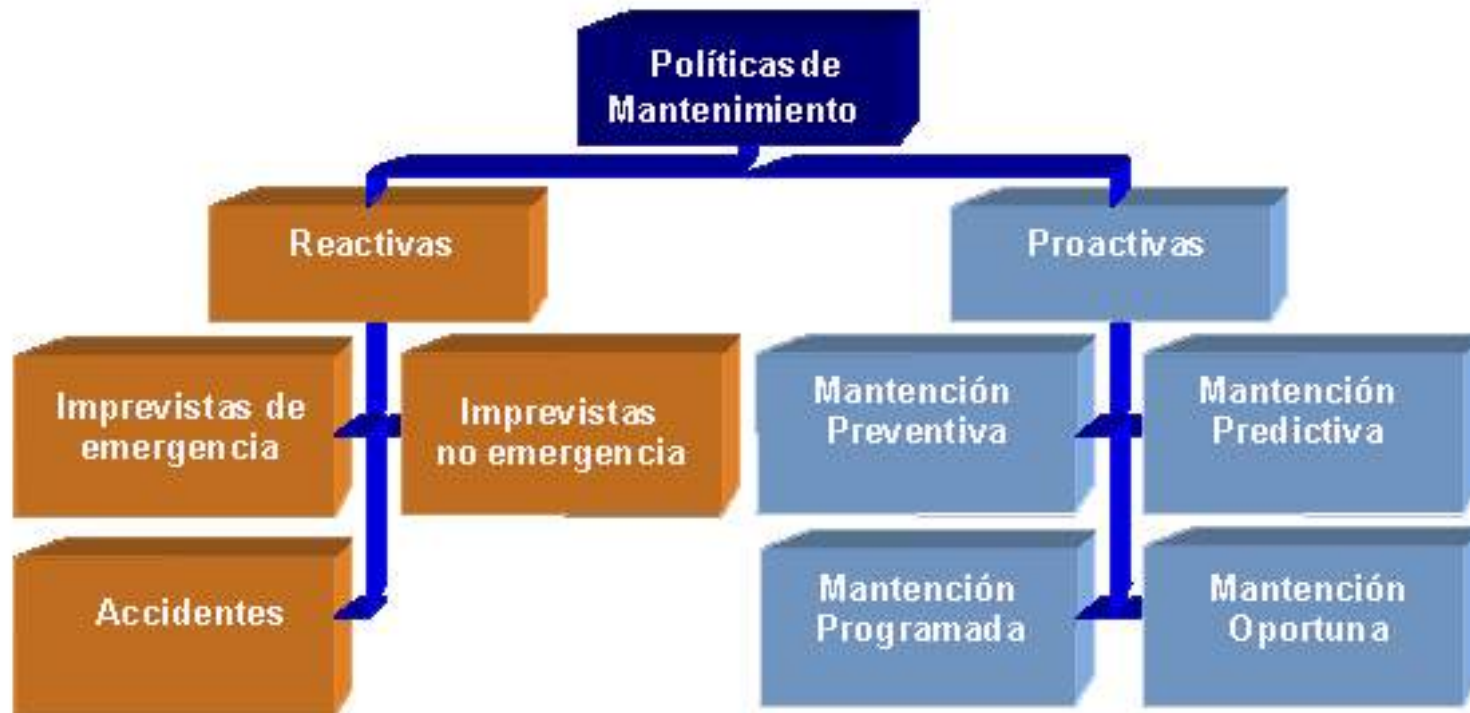 Políticas de
Mantenimiento
Reactivas
Proactivas
Imprevistas de
emergencia
Imprevistas
no emergencia
Accidentes
Mantención
Preventiva
Mantención
Predictiva
Mantención
Programada
Mantención
Oportuna